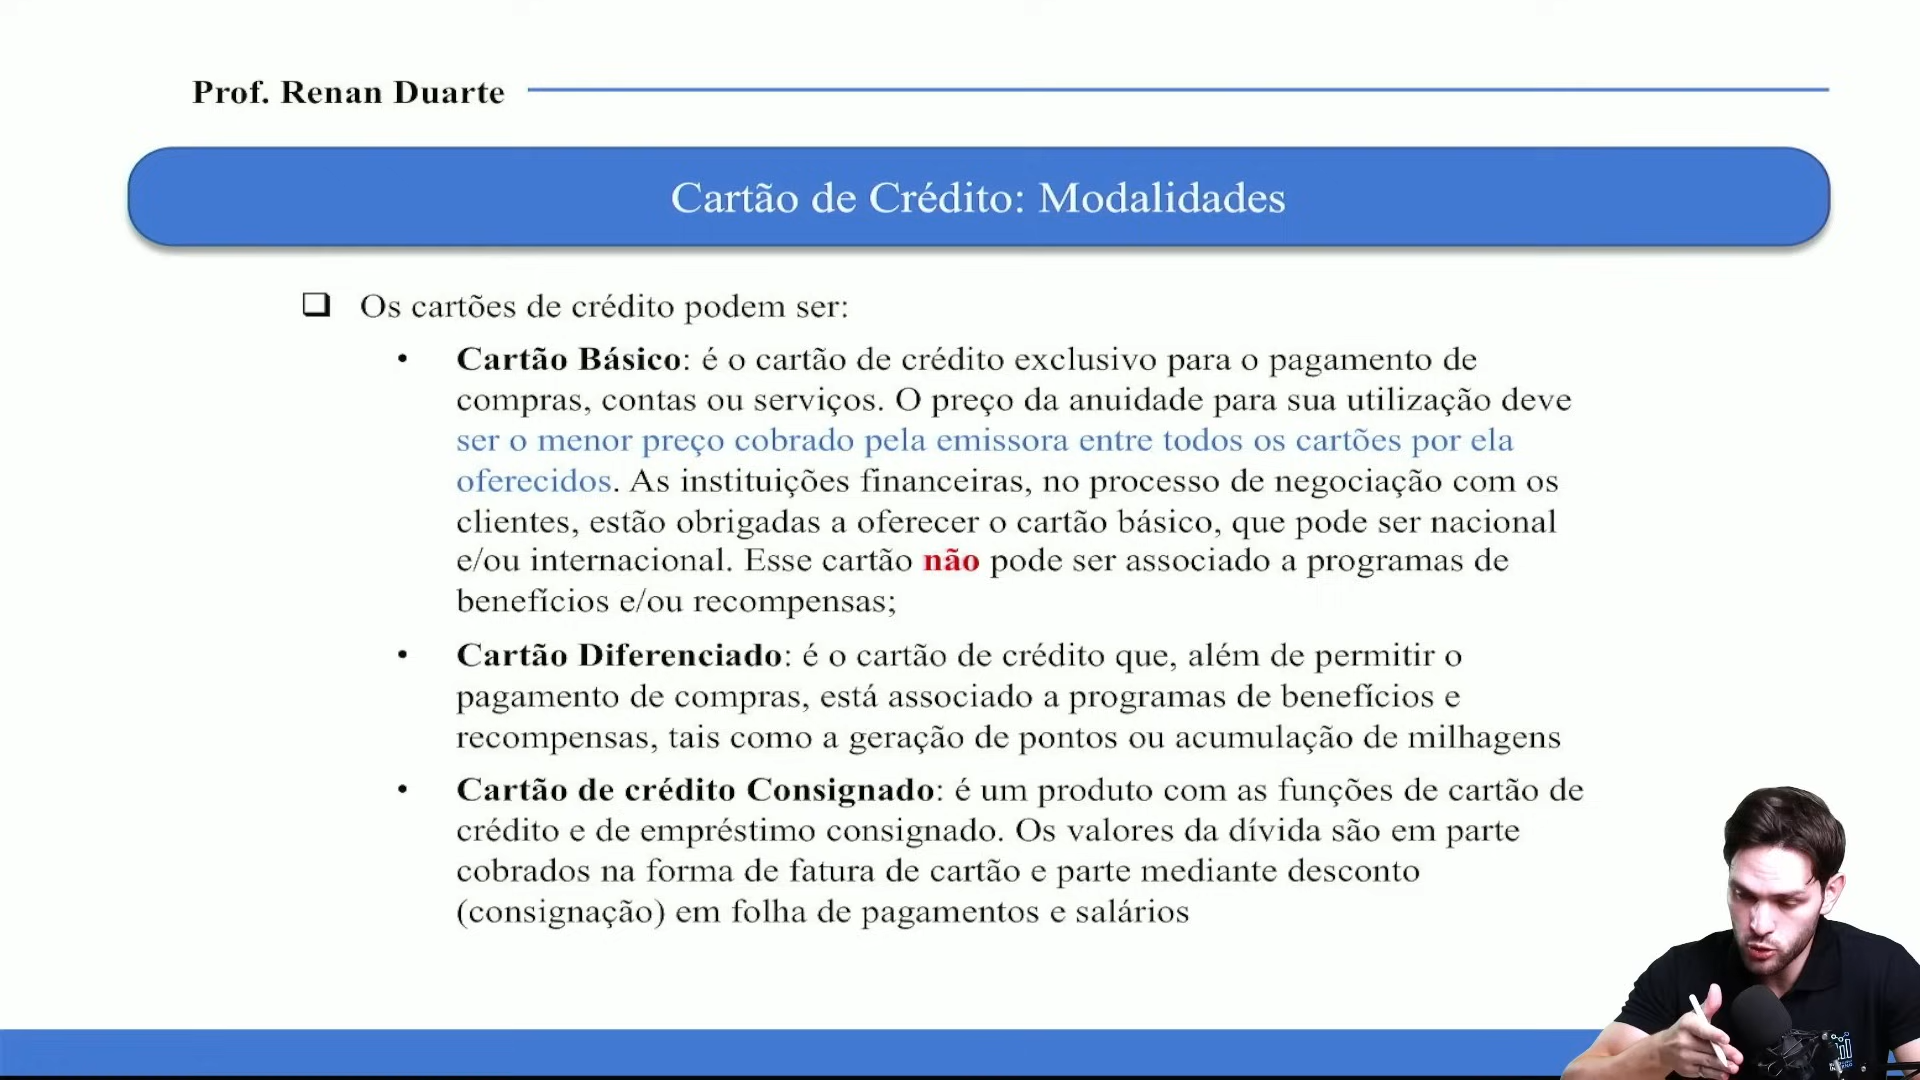 Prof. Renan Duarte
Cartão de Crédito: Modalidades
❑ Os cartões de crédito podem ser:
• Cartão Básico: é o cartão de crédito exclusivo para o pagamento de
compras, contas ou serviços. O preço da anuidade para sua utilização deve
ser o menor preço cobrado pela emissora entre todos os cartões por ela
oferecidos. As instituições financeiras, no processo de negociação com os
clientes, estão obrigadas a oferecer o cartão básico, que pode ser nacional
e/ou internacional. Esse cartão não pode ser associado a programas de
benefícios e/ou recompensas;
• Cartão Diferenciado: é o cartão de crédito que, além de permitir o
pagamento de compras, está associado a programas de benefícios e
recompensas, tais como a geração de pontos ou acumulação de milhagens
• Cartão de crédito Consignado: é um produto com as funções de cartão de
crédito e de empréstimo consignado. Os valores da dívida são em parte
cobrados na forma de fatura de cartão e parte mediante desconto
(consignação) em folha de pagamentos e salários